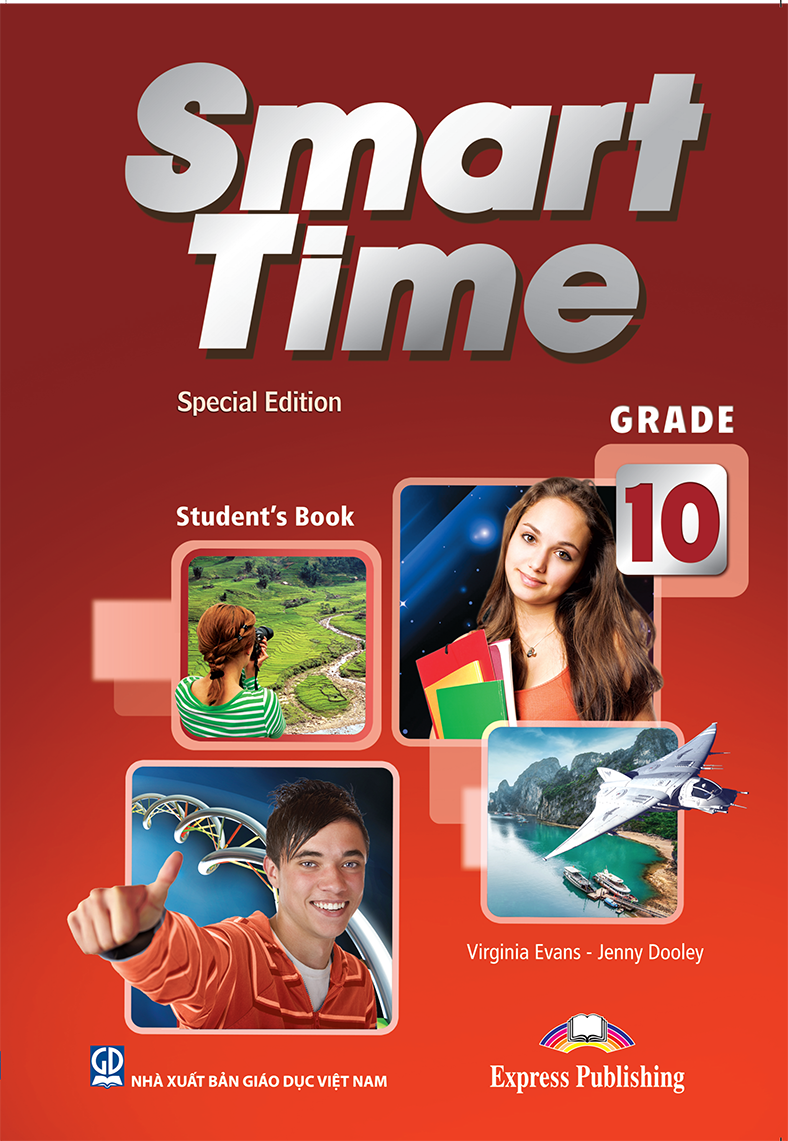 Smart
Time
Special Edition
GRADE
10
Student's Book
Virginia Evans - Jenny Dooley
GD
NHÀ XUẤT BẢN GIÁO DỤC VIỆT NAM
Express Publishing